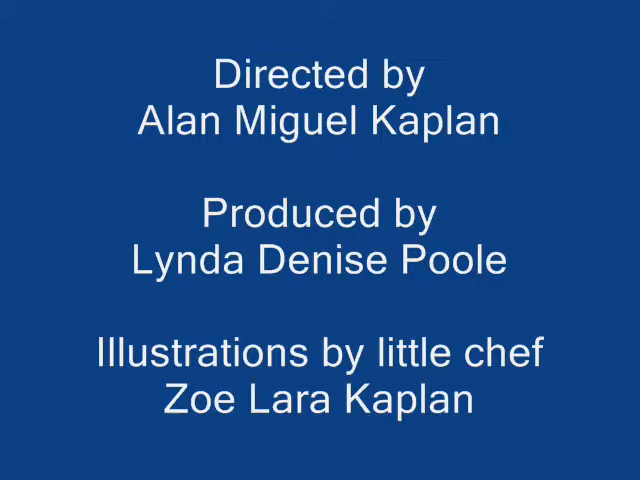 Directed by
Alan Miguel Kaplan
Produced by
Lynda Denise Poole
Illustrations by little chef
Zoe Lara Kaplan